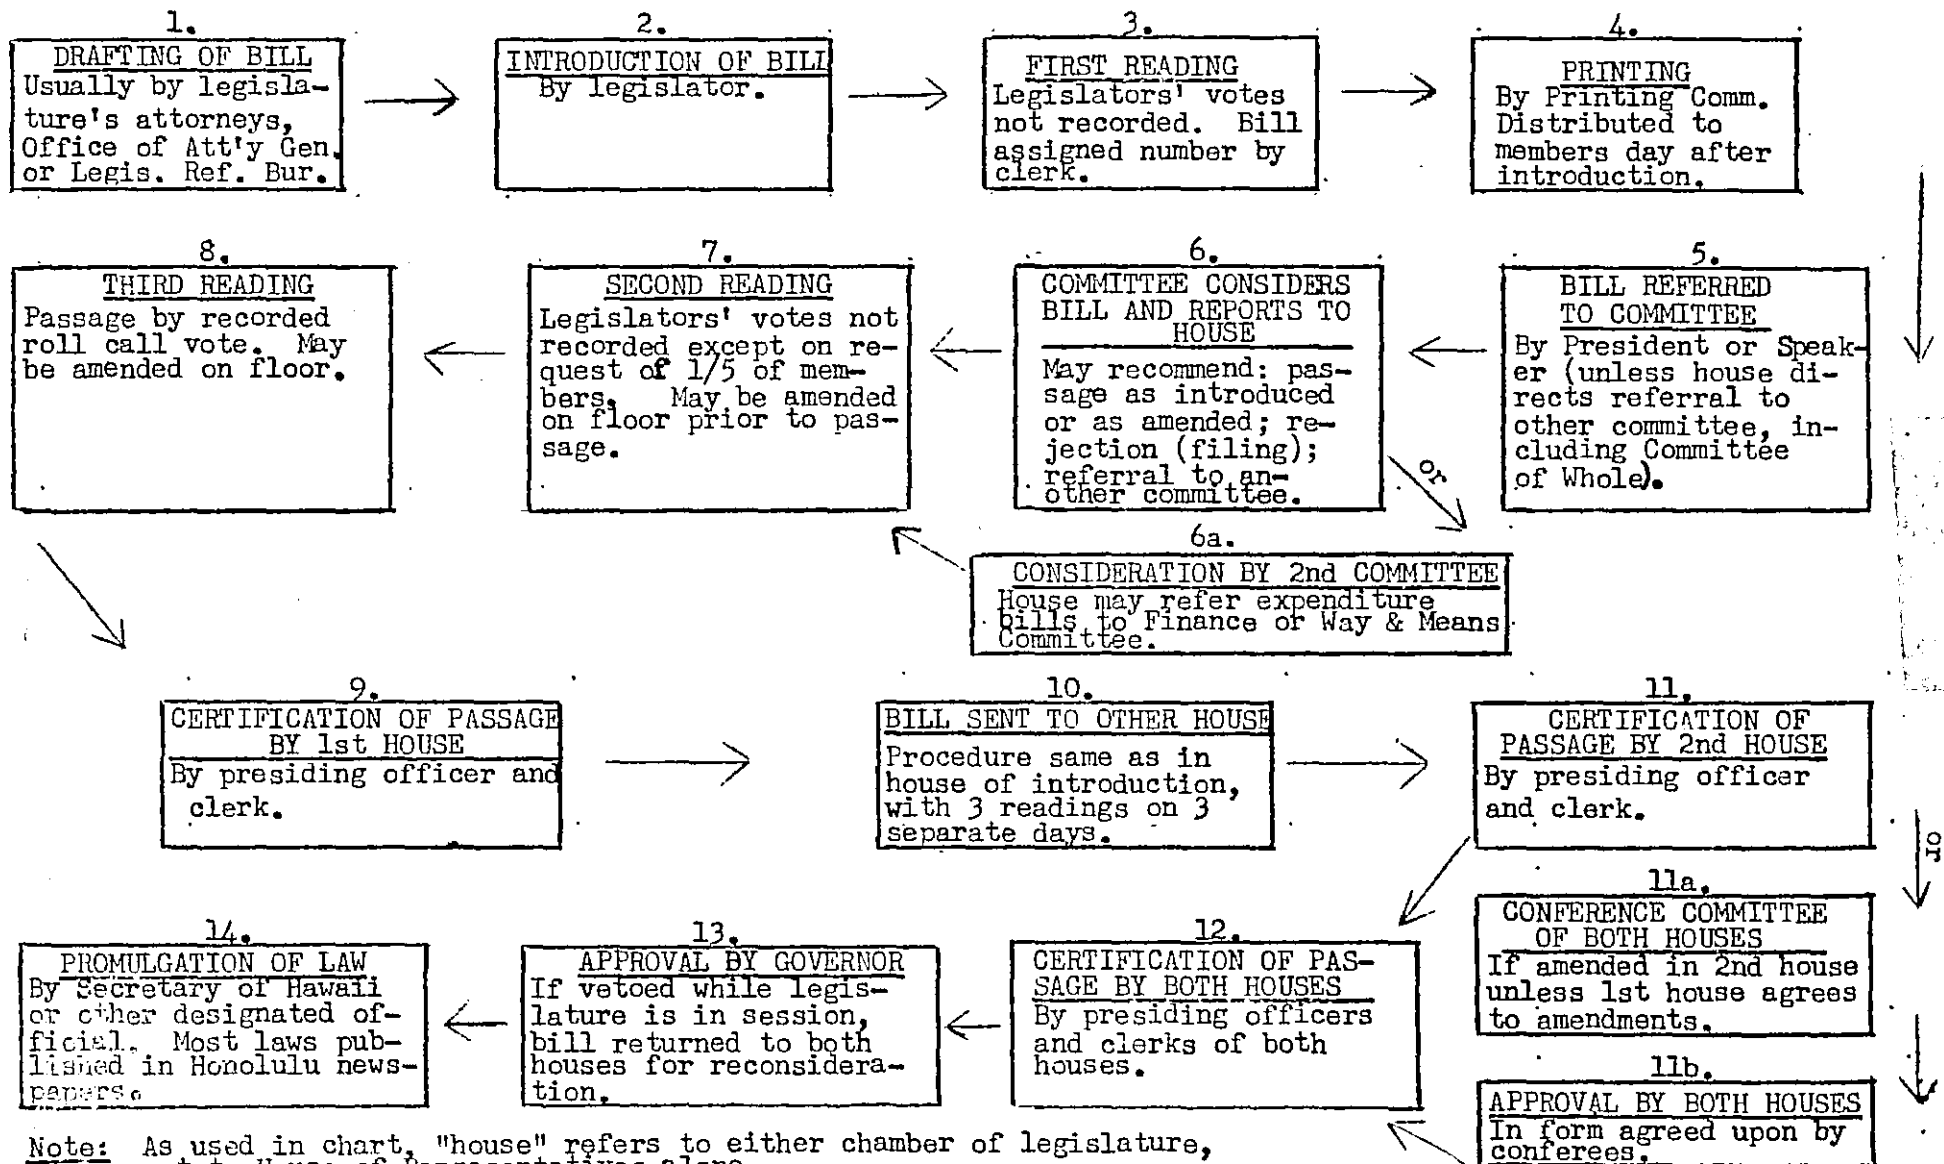 1.
DRAFTING OF BILL
Usually by legisla-
ture's attorneys,
Office of Att'y Gen.
or Legis. Ref. Bur.
2.
INTRODUCTION OF BILL
By legislator.
3.
FIRST READING
Legislators' votes
not recorded. Bill
assigned number by
clerk.
4.
PRINTING
By Printing Comm.
Distributed to
members day after
introduction.
5.
BILL REFERRED
TO COMMITTEE
By President or Speak-
er (unless house di-
rects referral to
other committee, in-
cluding Committee
of Whole).
6.
COMMITTEE CONSIDERS
BILL AND REPORTS TO
HOUSE
May recommend: pas-
sage as introduced
or as amended; re-
jection (filing);
referral to an-
other committee.
or
6a.
CONSIDERATION BY 2nd COMMITTEE
House may refer expenditure
bills to Finance or Way & Means
Committee.
7.
SECOND READING
Legislators' votes not
recorded except on re-
quest of 1/5 of mem-
bers. May be amended
on floor prior to pas-
sage.
8.
THIRD READING
Passage by recorded
roll call vote. May
be amended on floor.
9.
CERTIFICATION OF PASSAGE
BY 1st HOUSE
By presiding officer and
clerk.
10.
BILL SENT TO OTHER HOUSE
Procedure same as in
house of introduction,
with 3 readings on 3
separate days.
11.
CERTIFICATION OF
PASSAGE BY 2nd HOUSE
By presiding officer
and clerk.
or
11a.
CONFERENCE COMMITTEE
OF BOTH HOUSES
If amended in 2nd house
unless 1st house agrees
to amendments.
11b.
APPROVAL BY BOTH HOUSES
In form agreed upon by
conferees.
12.
CERTIFICATION OF PAS-
SAGE BY BOTH HOUSES
By presiding officers
and clerks of both
houses.
13.
APPROVAL BY GOVERNOR
If vetoed while legis-
lature is in session,
bill returned to both
houses for reconsidera-
tion.
14.
PROMULGATION OF LAW
By Secretary of Hawaii
or other designated of-
ficial. Most laws pub-
lished in Honolulu news-
papers.
Note: As used in chart, "house" refers to either chamber of legislature,
House of Representatives alone